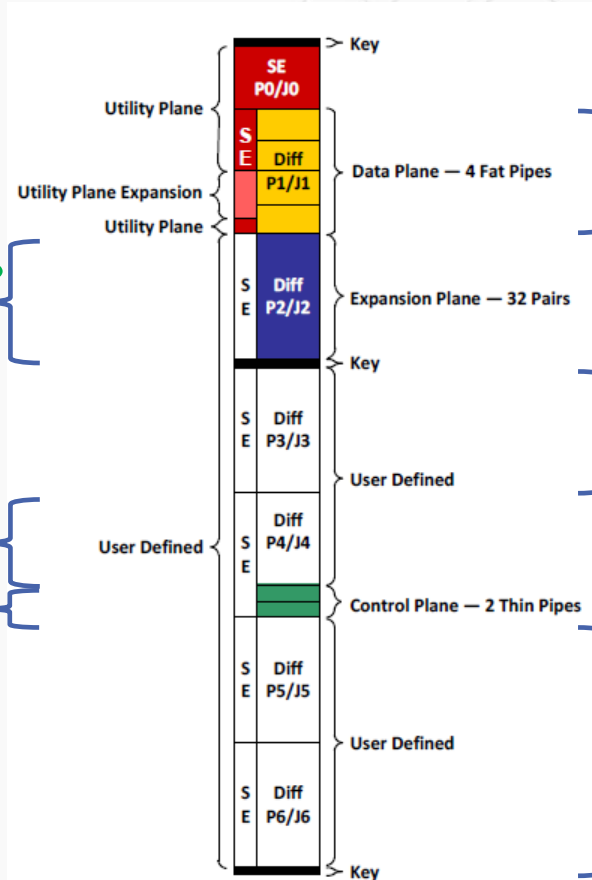 Key
SE
P0/J0
Utility Plane
S
E
Diff
P1/J1
Data Plane — 4 Fat Pipes
Utility Plane Expansion
Utility Plane
S
E
Diff
P2/J2
Expansion Plane — 32 Pairs
Key
S
E
Diff
P3/J3
User Defined
User Defined
S
E
Diff
P4/J4
Control Plane — 2 Thin Pipes
S
E
Diff
P5/J5
User Defined
S
E
Diff
P6/J6
Key